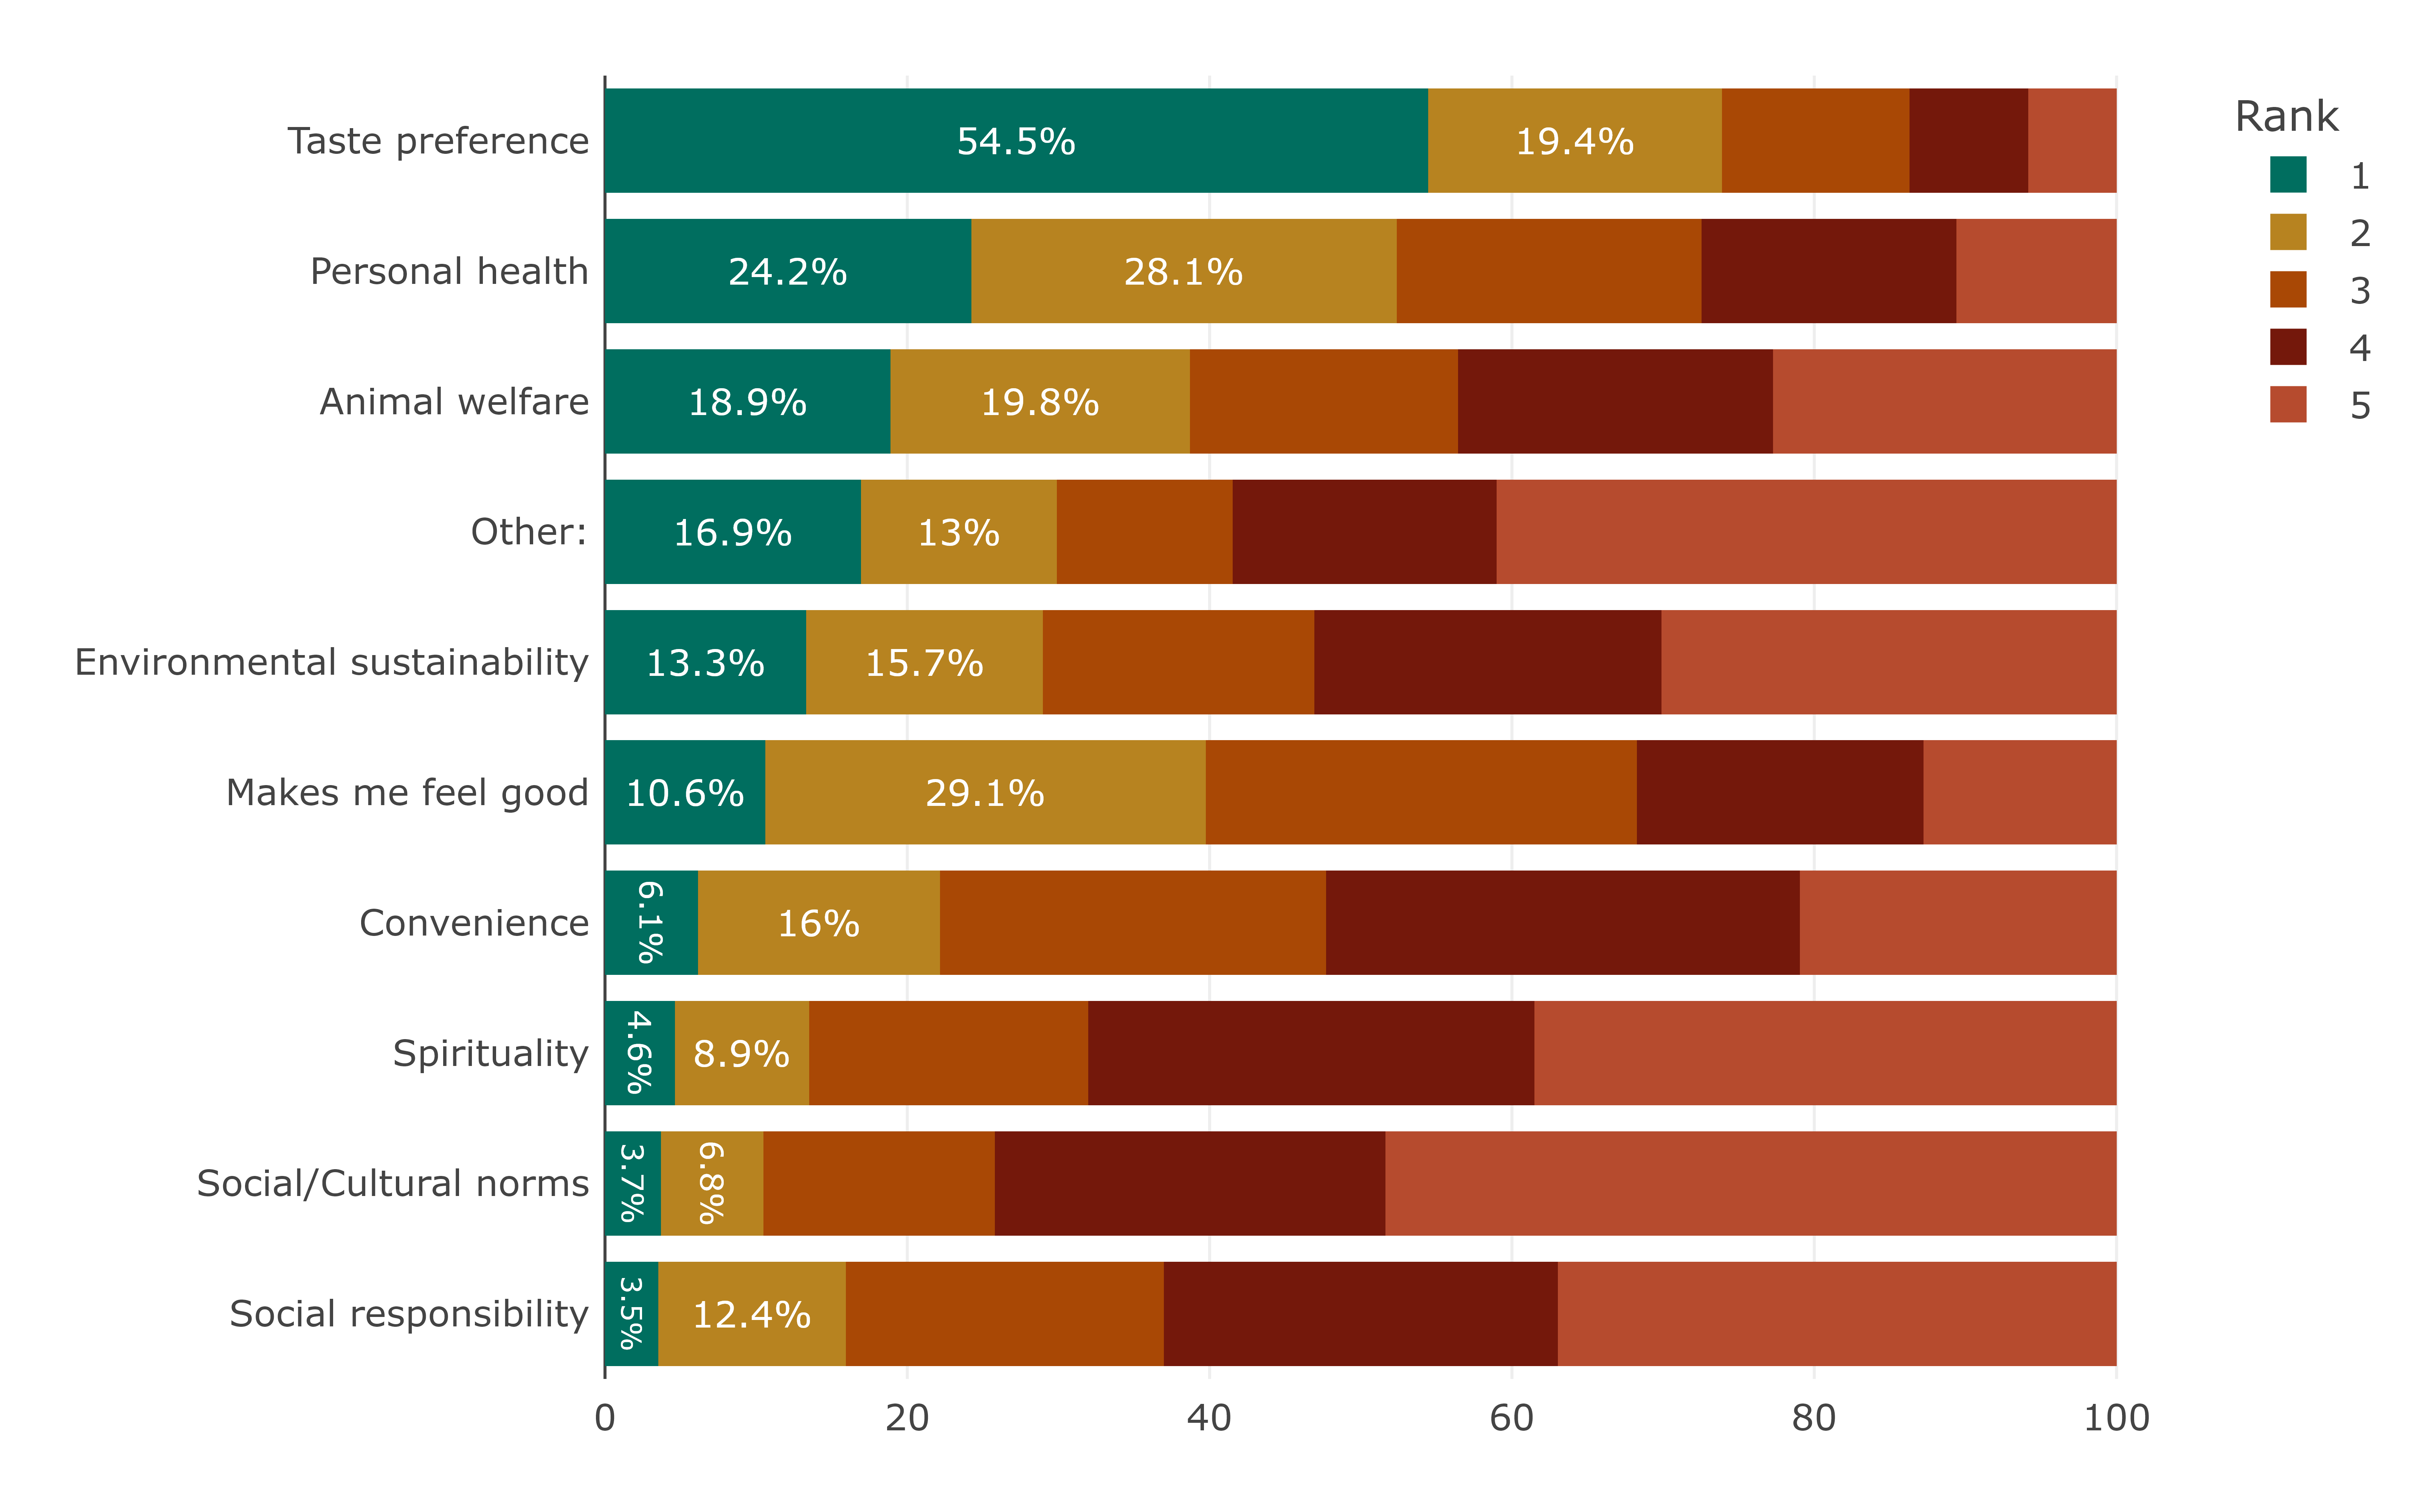 Taste preference 54.5% 19.4%
Personal health 24.2% 28.1%
Animal welfare 18.9% 19.8%
Other: 16.9% 13%
Environmental sustainability 13.3% 15.7%
Makes me feel good 10.6% 29.1%
Convenience 6.1% 16%
Spirituality 4.6% 8.9%
Social/Cultural norms 3.7% 6.8%
Social responsibility 3.5% 12.4%
0 20 40 60 80 100
Rank
1
2
3
4
5